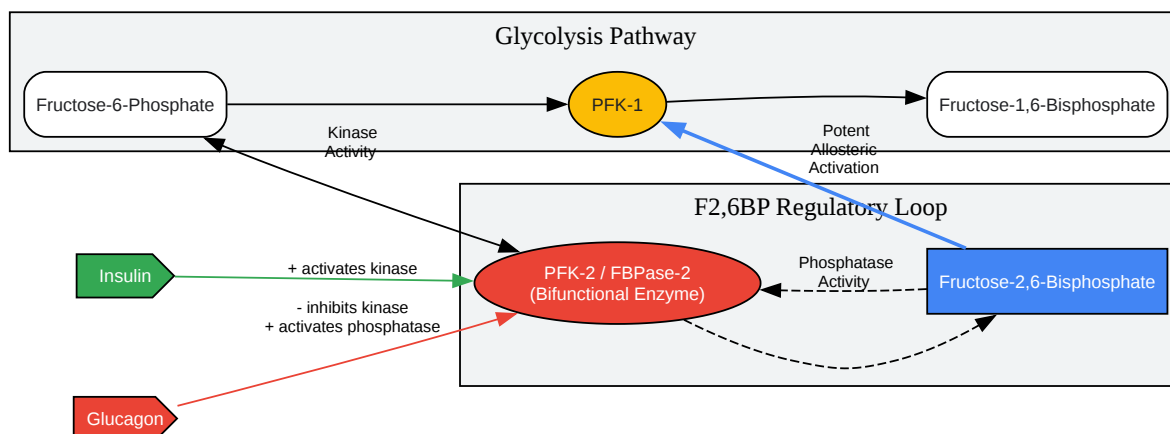 Glycolysis Pathway
Fructose-6-Phosphate
PFK-1
Fructose-1,6-Bisphosphate
Kinase
Activity
Potent
Allosteric
Activation
F2,6BP Regulatory Loop
Insulin
+ activates kinase
PFK-2 / FBPase-2
(Bifunctional Enzyme)
Phosphatase
Activity
Fructose-2,6-Bisphosphate
- inhibits kinase
+ activates phosphatase
Glucagon